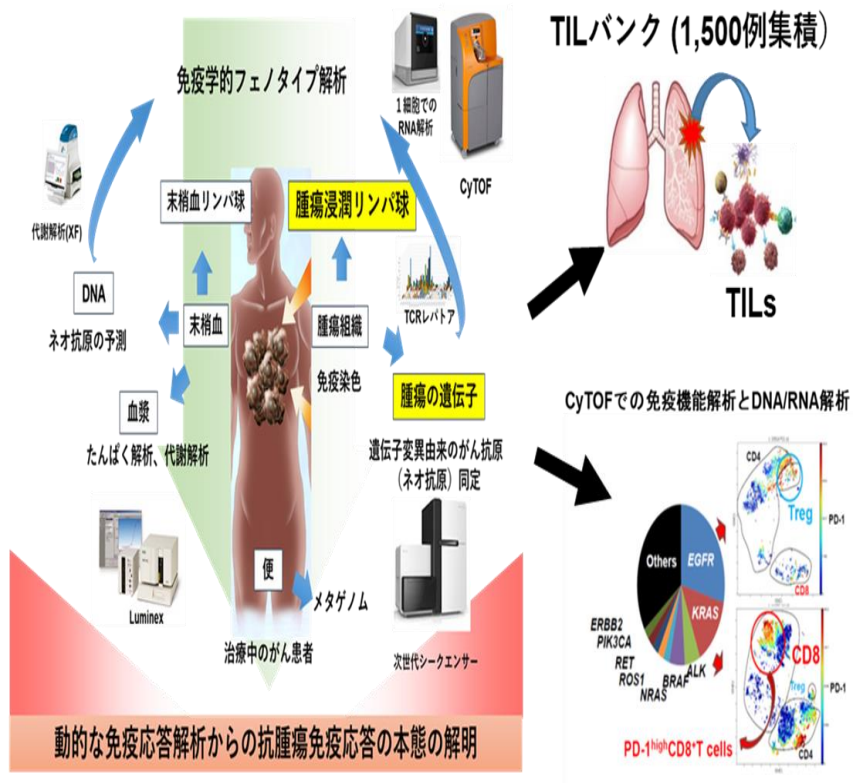 免疫学的フェノタイプ解析
1細胞での
RNA解析
CyTOF
代謝解析(XF)
末梢血リンパ球
腫瘍浸潤リンパ球
DNA
ネオ抗原の予測
末梢血
腫瘍組織
免疫染色
TCRレパトア
血漿
たんぱく解析、代謝解析
腫瘍の遺伝子
遺伝子変異由来のがん抗原
（ネオ抗原）同定
Luminex
便
メタゲノム
治療中のがん患者
次世代シークエンサー
動的な免疫応答解析からの抗腫瘍免疫応答の本態の解明
TILバンク (1,500例集積）
TILs
CyTOFでの免疫機能解析とDNA/RNA解析
Others
EGFR
KRAS
ALK
BRAF
NRAS
ROS1
RET
PIK3CA
ERBB2
CD4
Treg
CD8
PD-1
CD8
Treg
CD4
PD-1
PD-1highCD8+T cells